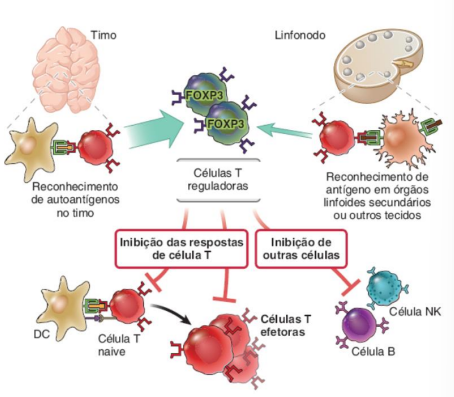 Timo
Linfonodo
FOXP3
FOXP3
Reconhecimento
de autoantígenos
no timo
Células T
reguladoras
Reconhecimento de
antígeno em órgãos
linfoides secundários
ou outros tecidos
Inibição das respostas
de célula T
Inibição de
outras células
DC
Célula T
naive
Células T
efetoras
Célula NK
Célula B